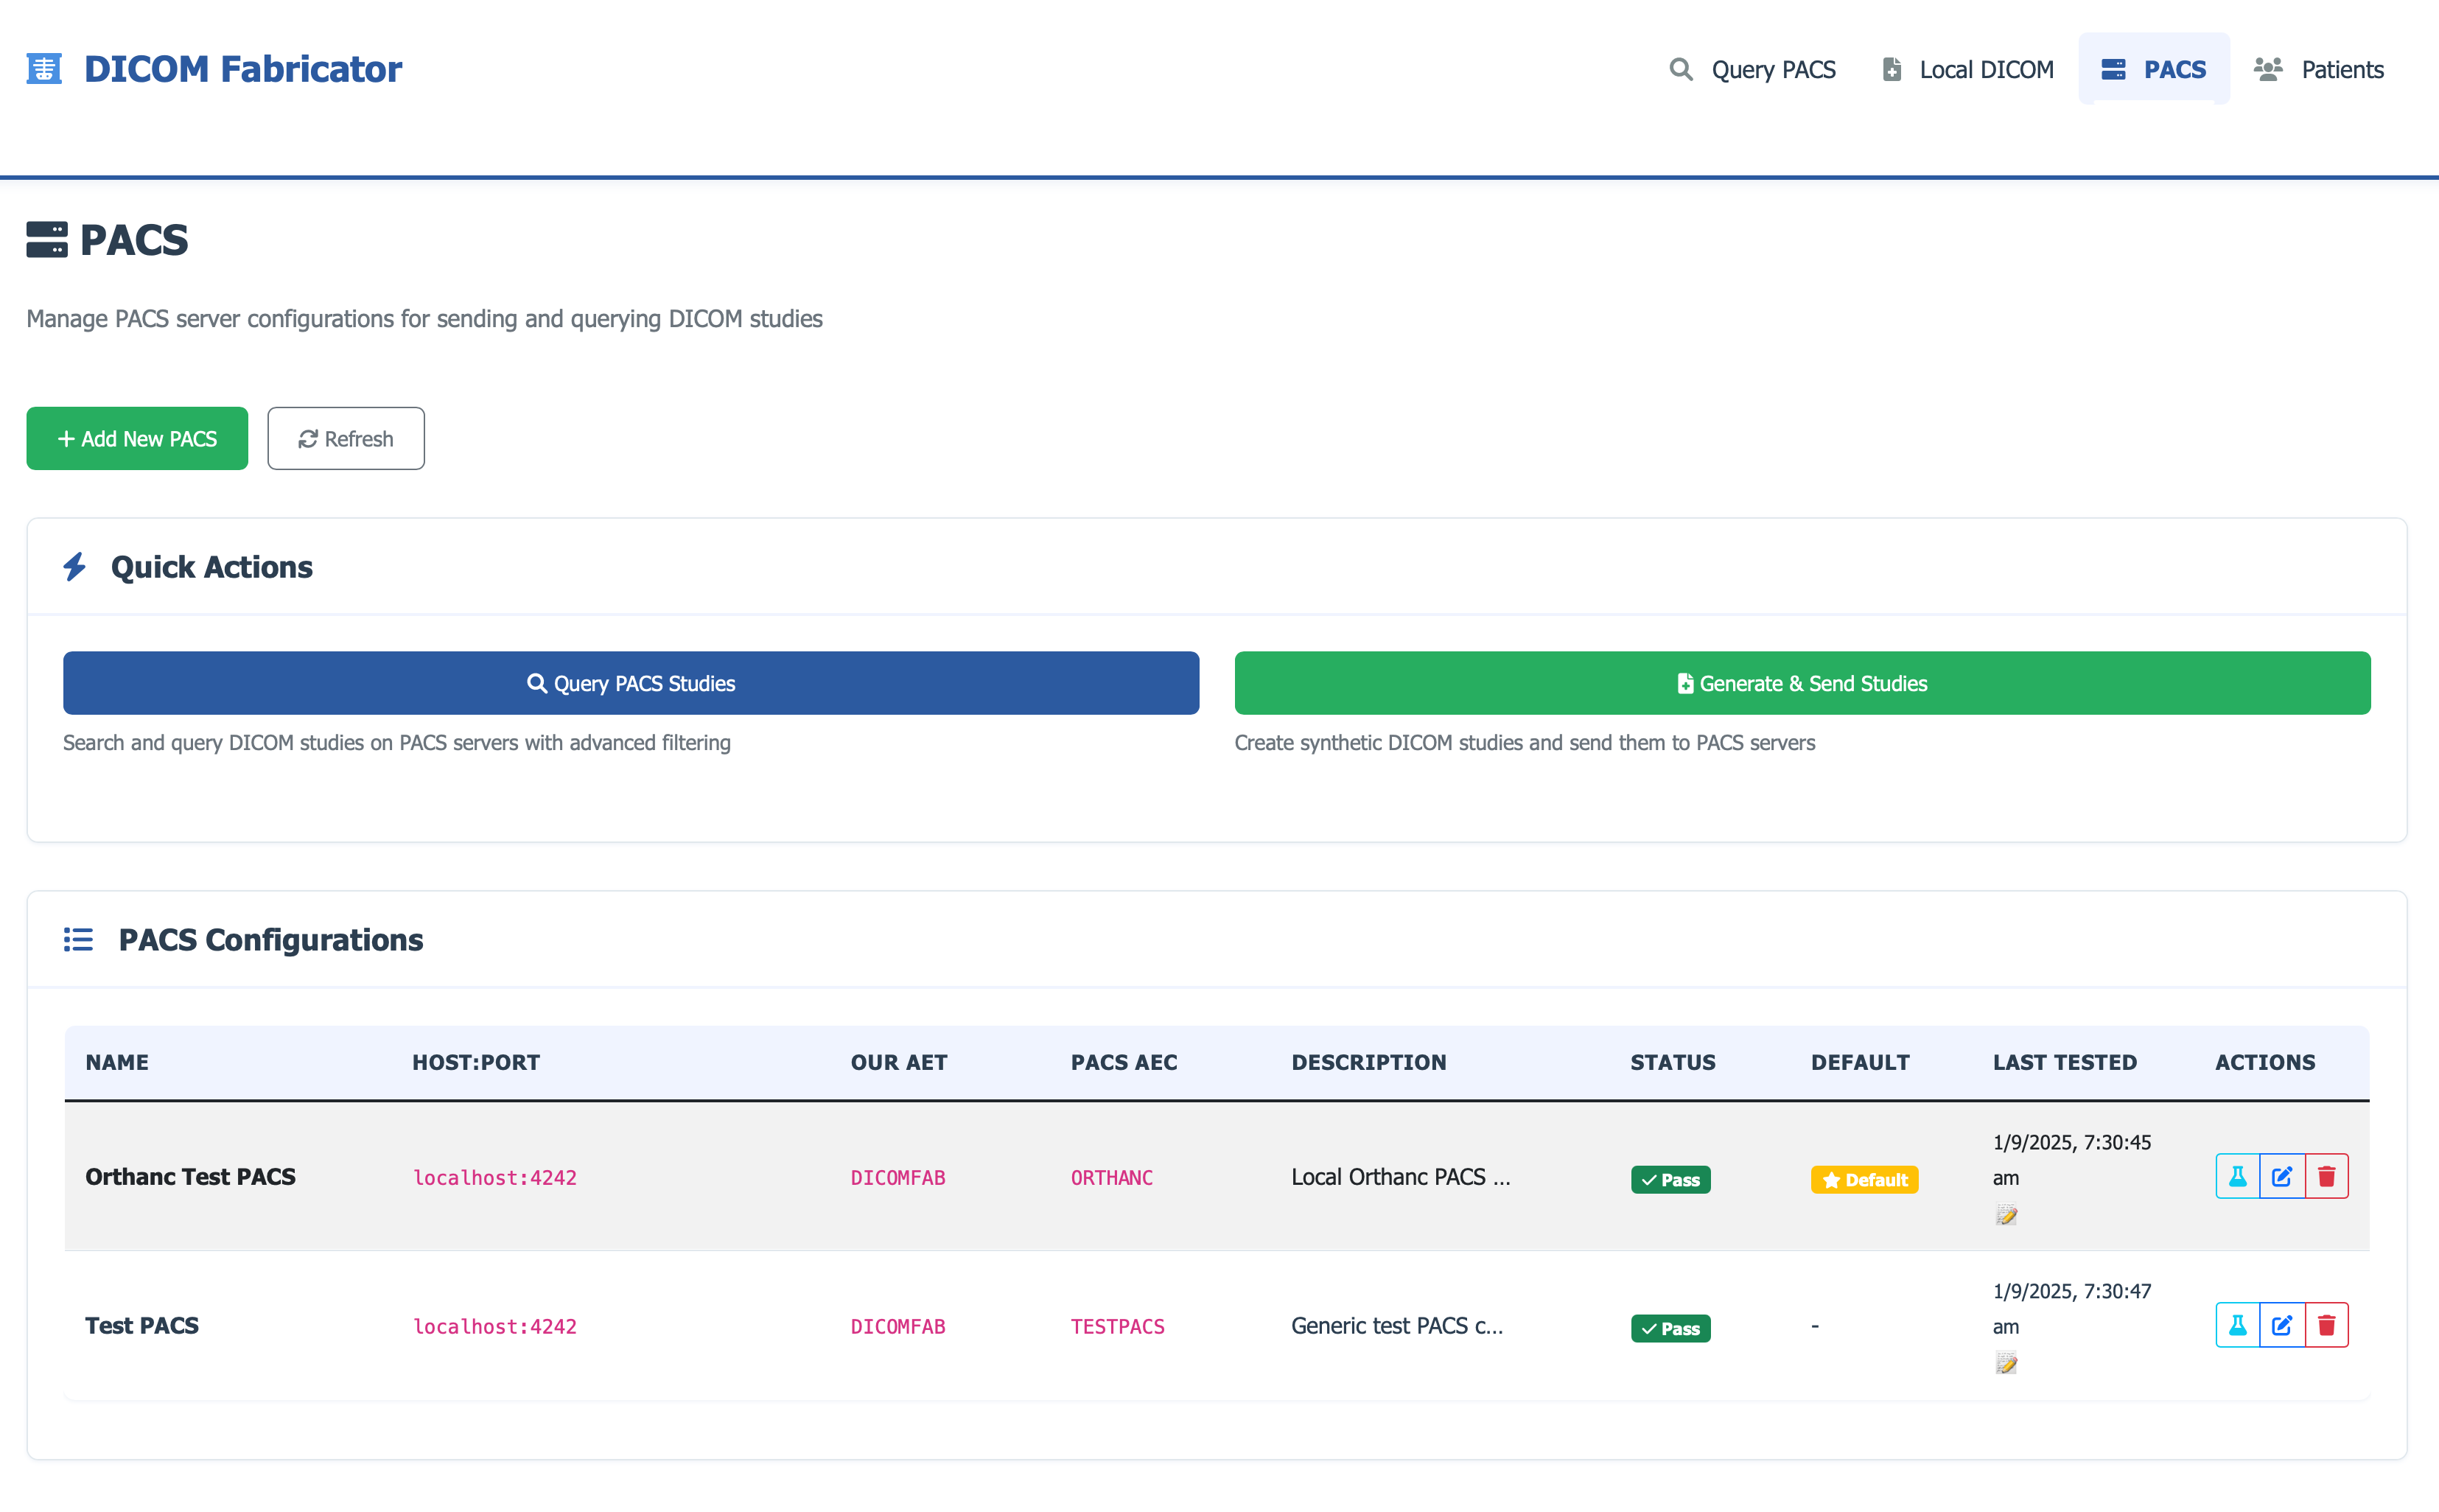 DICOM Fabricator
Query PACS
Local DICOM
PACS
Patients
PACS
Manage PACS server configurations for sending and querying DICOM studies
+ Add New PACS
Refresh
Quick Actions
Query PACS Studies
Generate & Send Studies
Search and query DICOM studies on PACS servers with advanced filtering
Create synthetic DICOM studies and send them to PACS servers
PACS Configurations
NAME HOST:PORT OUR AET PACS AEC DESCRIPTION STATUS DEFAULT LAST TESTED ACTIONS
Orthanc Test PACS localhost:4242 DICOMFAB ORTHANC Local Orthanc PACS ... Pass Default 1/9/2025, 7:30:45
am
Test PACS localhost:4242 DICOMFAB TESTPACS Generic test PACS c... Pass - 1/9/2025, 7:30:47
am